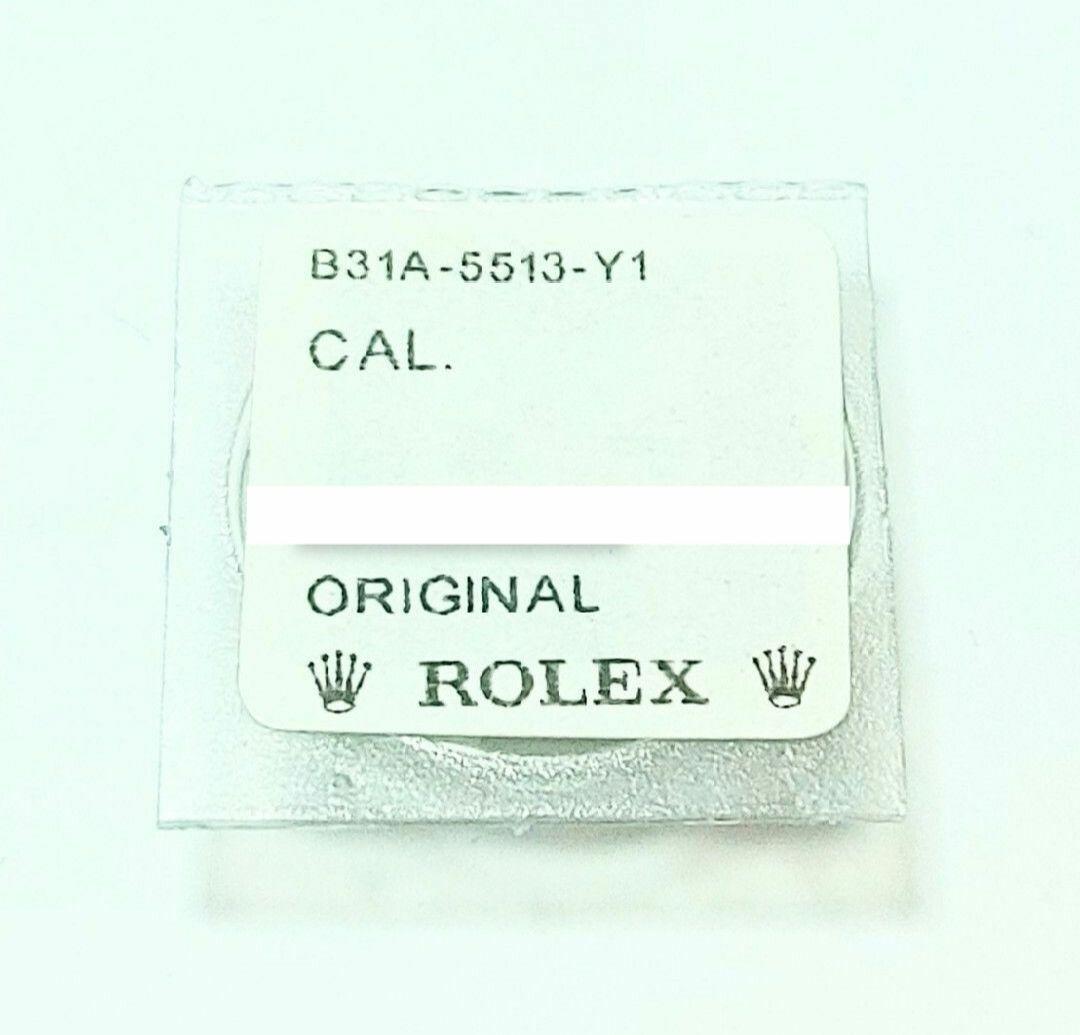 B31A-5513-Y1
CAL.
ORIGINAL
ROLEX